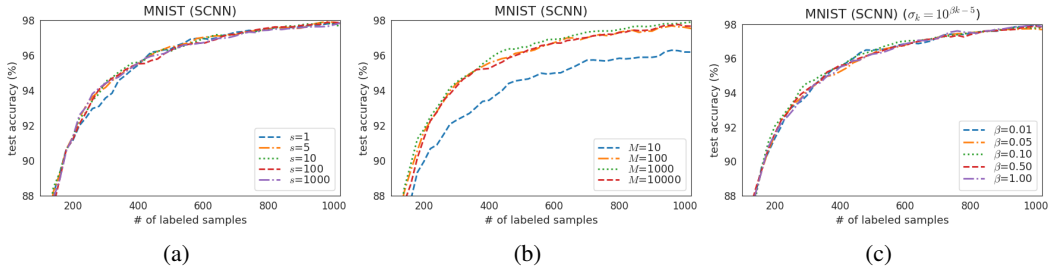 MNIST (SCNN)
test accuracy (%)
98
96
94
92
90
88
s=1
s=5
s=10
s=100
s=1000
200 400 600 800 1000
# of labeled samples
(a)
MNIST (SCNN)
test accuracy (%)
98
96
94
92
90
88
M=10
M=100
M=1000
M=10000
200 400 600 800 1000
# of labeled samples
(b)
MNIST (SCNN) (σₖ = 10^{βk−5})
test accuracy (%)
98
96
94
92
90
88
β=0.01
β=0.05
β=0.10
β=0.50
β=1.00
200 400 600 800 1000
# of labeled samples
(c)